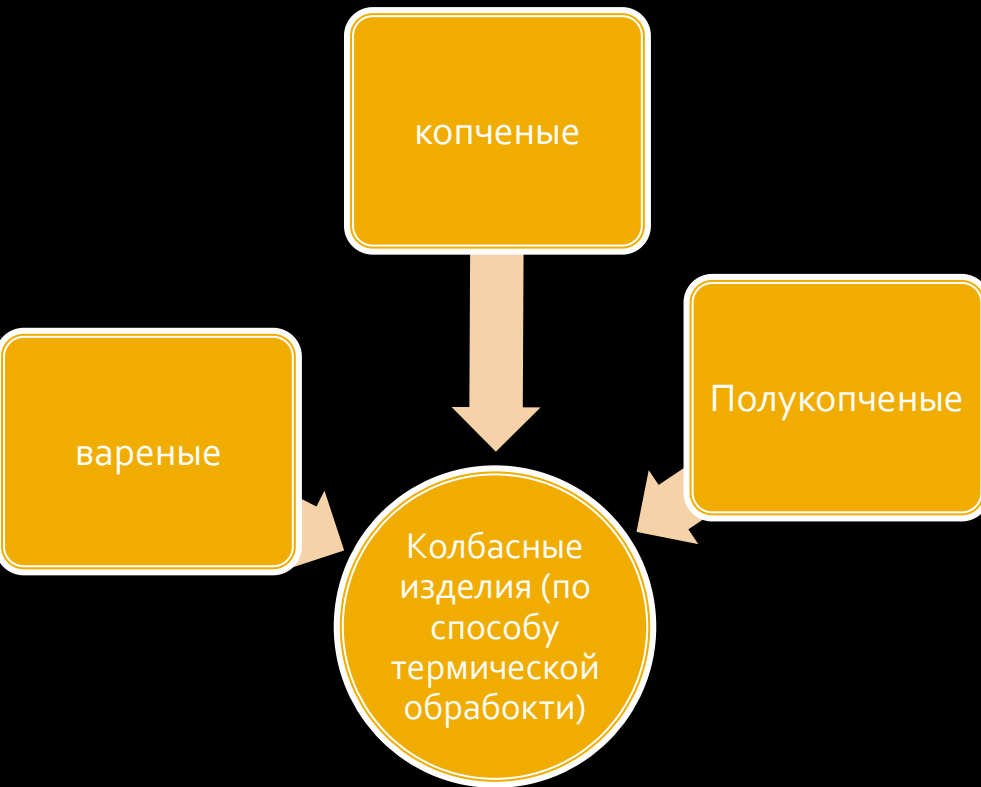 копченые
Полукопченые
вареные
Колбасные
изделия (по
способу
термической
обрабокти)